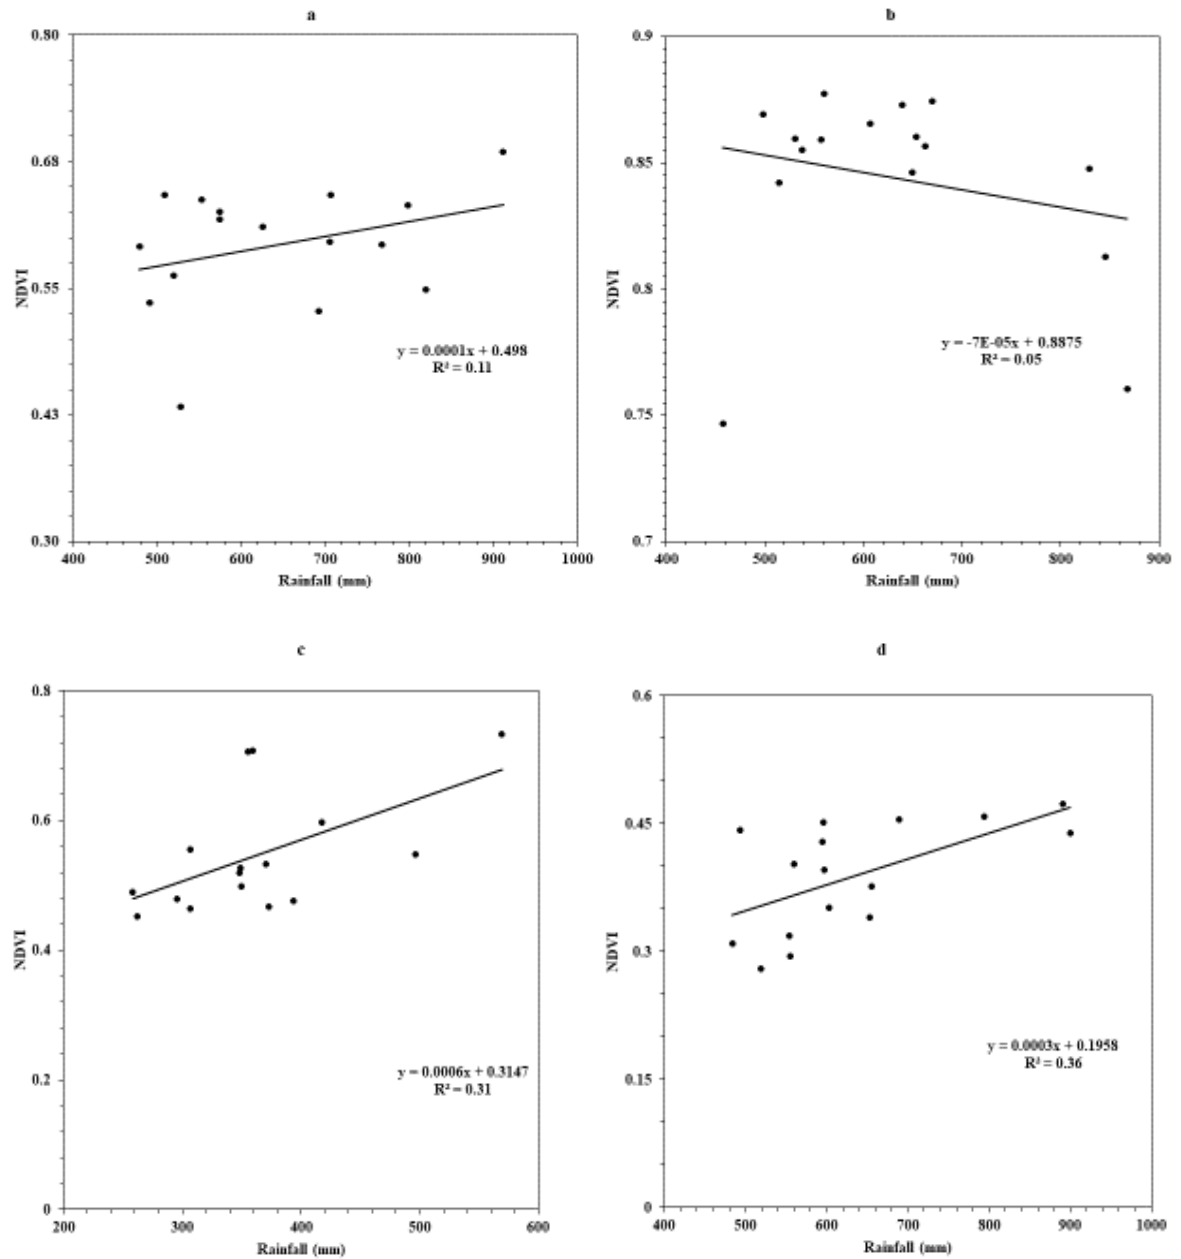 a
0.80
0.68
0.55
0.43
0.30
NDVI
400 500 600 700 800 900 1000
Rainfall (mm)
y = 0.0001x + 0.498
R² = 0.11
b
0.9
0.85
0.8
0.75
0.7
NDVI
400 500 600 700 800 900
Rainfall (mm)
y = -7E-05x + 0.8875
R² = 0.05
c
0.8
0.6
0.4
0.2
0
NDVI
200 300 400 500 600
Rainfall (mm)
y = 0.0006x + 0.3147
R² = 0.31
d
0.6
0.45
0.3
0.15
0
NDVI
400 500 600 700 800 900 1000
Rainfall (mm)
y = 0.0003x + 0.1958
R² = 0.36